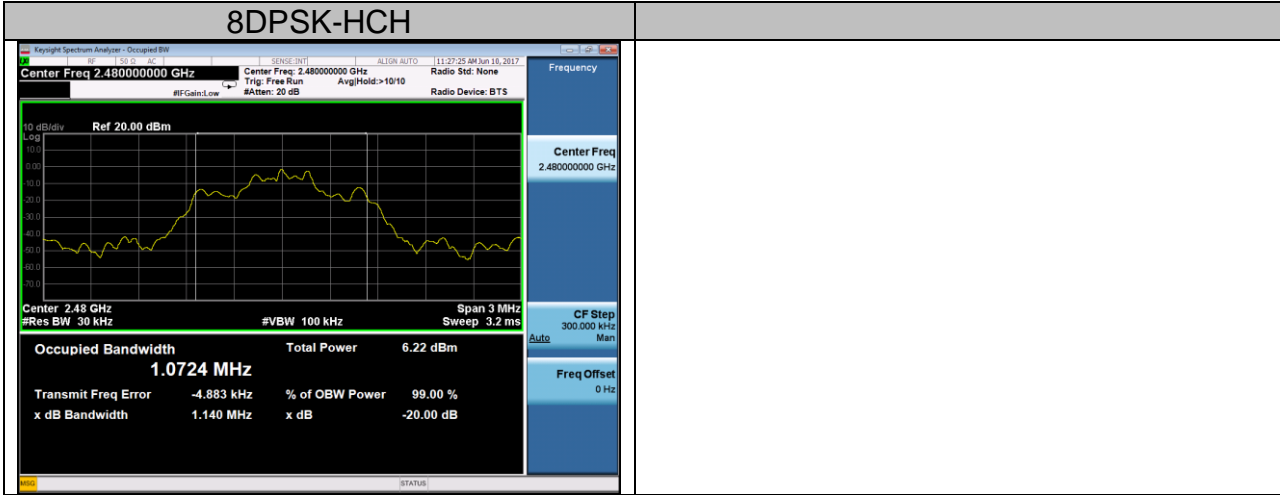 8DPSK-HCH
Keysight Spectrum Analyzer - Occupied BW
RF 50 Ω AC SENSE:INT ALIGN AUTO 11:27:25 AM Jun 10, 2017
Center Freq 2.480000000 GHz
Center Freq: 2.480000000 GHz Radio Std: None
Trig: Free Run Avg|Hold:>10/10
#IFGain:Low #Atten: 20 dB Radio Device: BTS
Frequency
10 dB/div Ref 20.00 dBm
Log
10.0
0.00
-10.0
-20.0
-30.0
-40.0
-50.0
-60.0
-70.0
Center Freq
2.480000000 GHz
Center 2.48 GHz Span 3 MHz
#Res BW 30 kHz #VBW 100 kHz Sweep 3.2 ms
CF Step
300.000 kHz
Auto Man
Occupied Bandwidth Total Power 6.22 dBm
1.0724 MHz
Transmit Freq Error -4.883 kHz % of OBW Power 99.00 %
x dB Bandwidth 1.140 MHz x dB -20.00 dB
Freq Offset
0 Hz
MSG STATUS